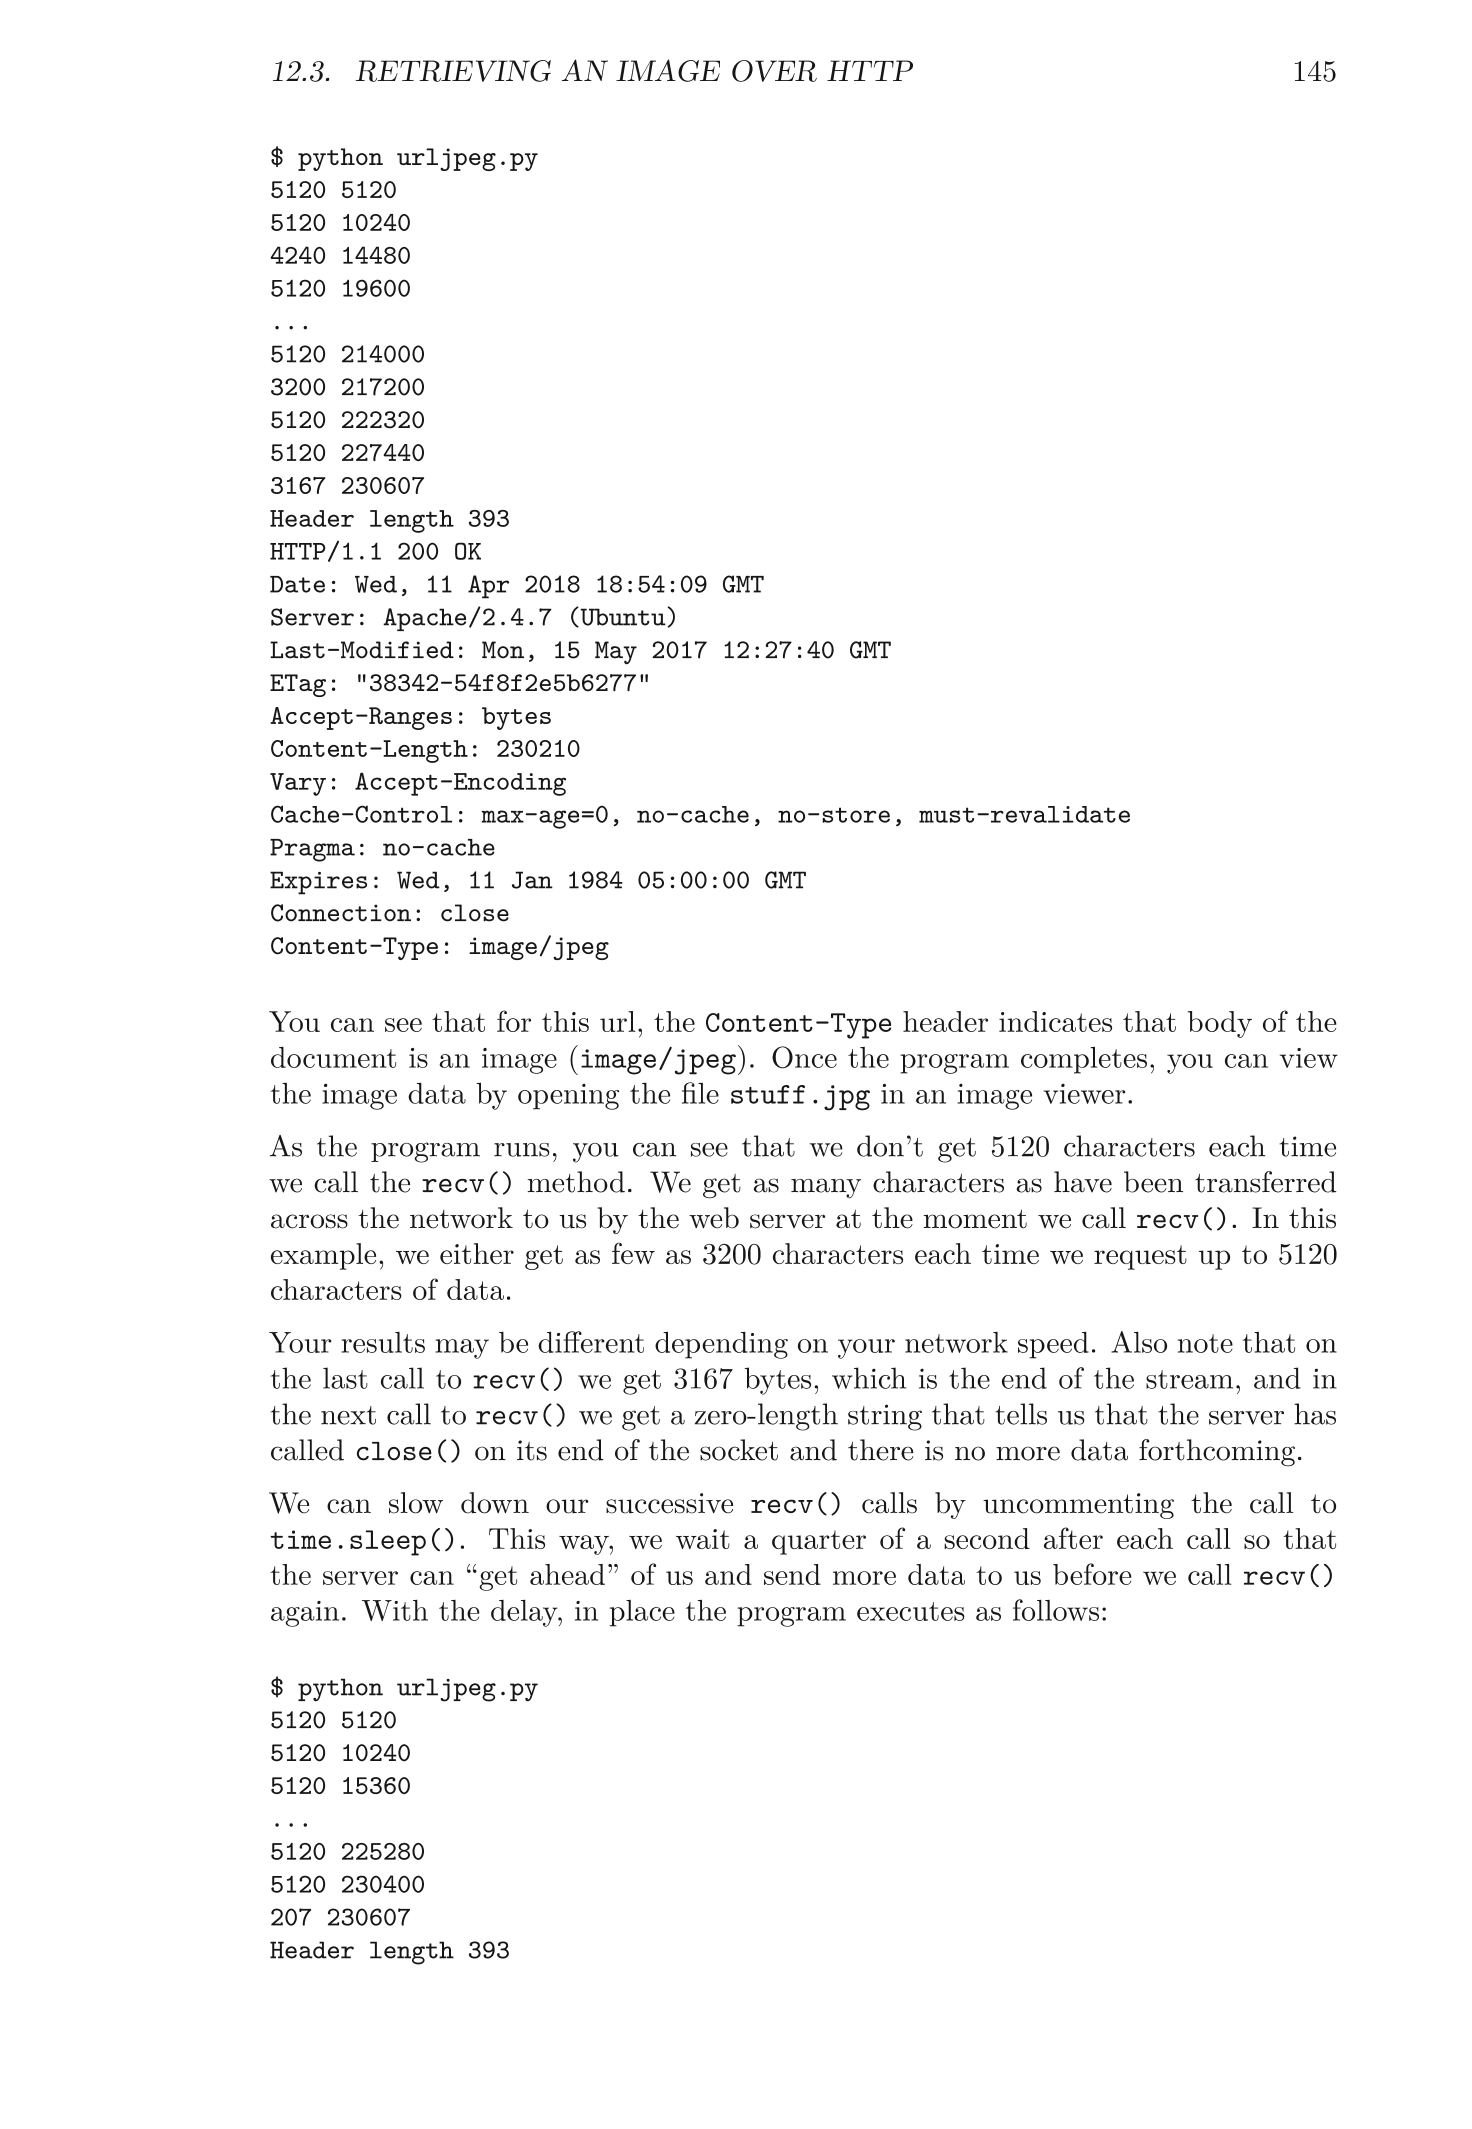 12.3. RETRIEVING AN IMAGE OVER HTTP 145
$ python urljpeg.py
5120 5120
5120 10240
4240 14480
5120 19600
...
5120 214000
3200 217200
5120 222320
5120 227440
3167 230607
Header length 393
HTTP/1.1 200 OK
Date: Wed, 11 Apr 2018 18:54:09 GMT
Server: Apache/2.4.7 (Ubuntu)
Last-Modified: Mon, 15 May 2017 12:27:40 GMT
ETag: "38342-54f8f2e5b6277"
Accept-Ranges: bytes
Content-Length: 230210
Vary: Accept-Encoding
Cache-Control: max-age=0, no-cache, no-store, must-revalidate
Pragma: no-cache
Expires: Wed, 11 Jan 1984 05:00:00 GMT
Connection: close
Content-Type: image/jpeg
You can see that for this url, the Content-Type header indicates that body of the
document is an image (image/jpeg). Once the program completes, you can view
the image data by opening the file stuff.jpg in an image viewer.
As the program runs, you can see that we don’t get 5120 characters each time
we call the recv() method. We get as many characters as have been transferred
across the network to us by the web server at the moment we call recv(). In this
example, we either get as few as 3200 characters each time we request up to 5120
characters of data.
Your results may be different depending on your network speed. Also note that on
the last call to recv() we get 3167 bytes, which is the end of the stream, and in
the next call to recv() we get a zero-length string that tells us that the server has
called close() on its end of the socket and there is no more data forthcoming.
We can slow down our successive recv() calls by uncommenting the call to
time.sleep(). This way, we wait a quarter of a second after each call so that
the server can “get ahead” of us and send more data to us before we call recv()
again. With the delay, in place the program executes as follows:
$ python urljpeg.py
5120 5120
5120 10240
5120 15360
...
5120 225280
5120 230400
207 230607
Header length 393